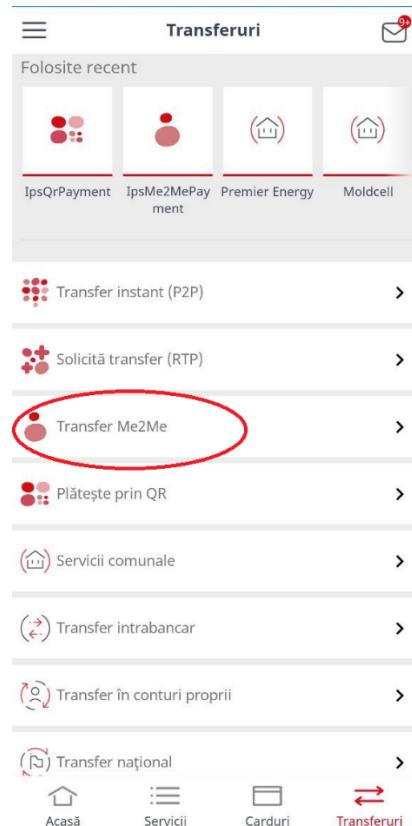 Transferuri
9+
Folosite recent
IpsQrPayment
IpsMe2MePay
ment
Premier Energy
Moldcell
Transfer instant (P2P)
Solicită transfer (RTP)
Transfer Me2Me
Plătește prin QR
Servicii comunale
Transfer intrabancar
Transfer în conturi proprii
Transfer național
Acasă
Servicii
Carduri
Transferuri